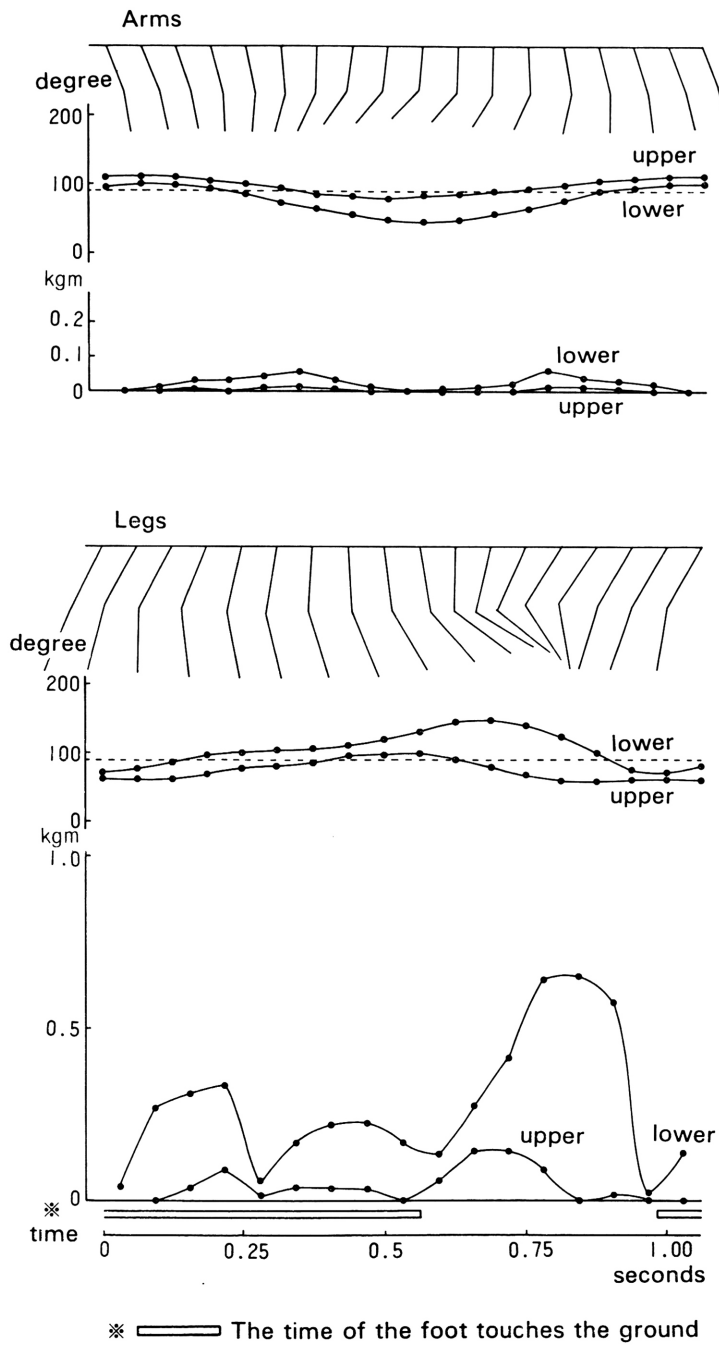 Arms
degree
200
upper
100
lower
0
kgm
0.2
0.1
lower
0
upper
Legs
degree
200
lower
100
upper
0
kgm
1.0
0.5
upper
lower
0
※
time
0 0.25 0.5 0.75 1.00
seconds
※ The time of the foot touches the ground